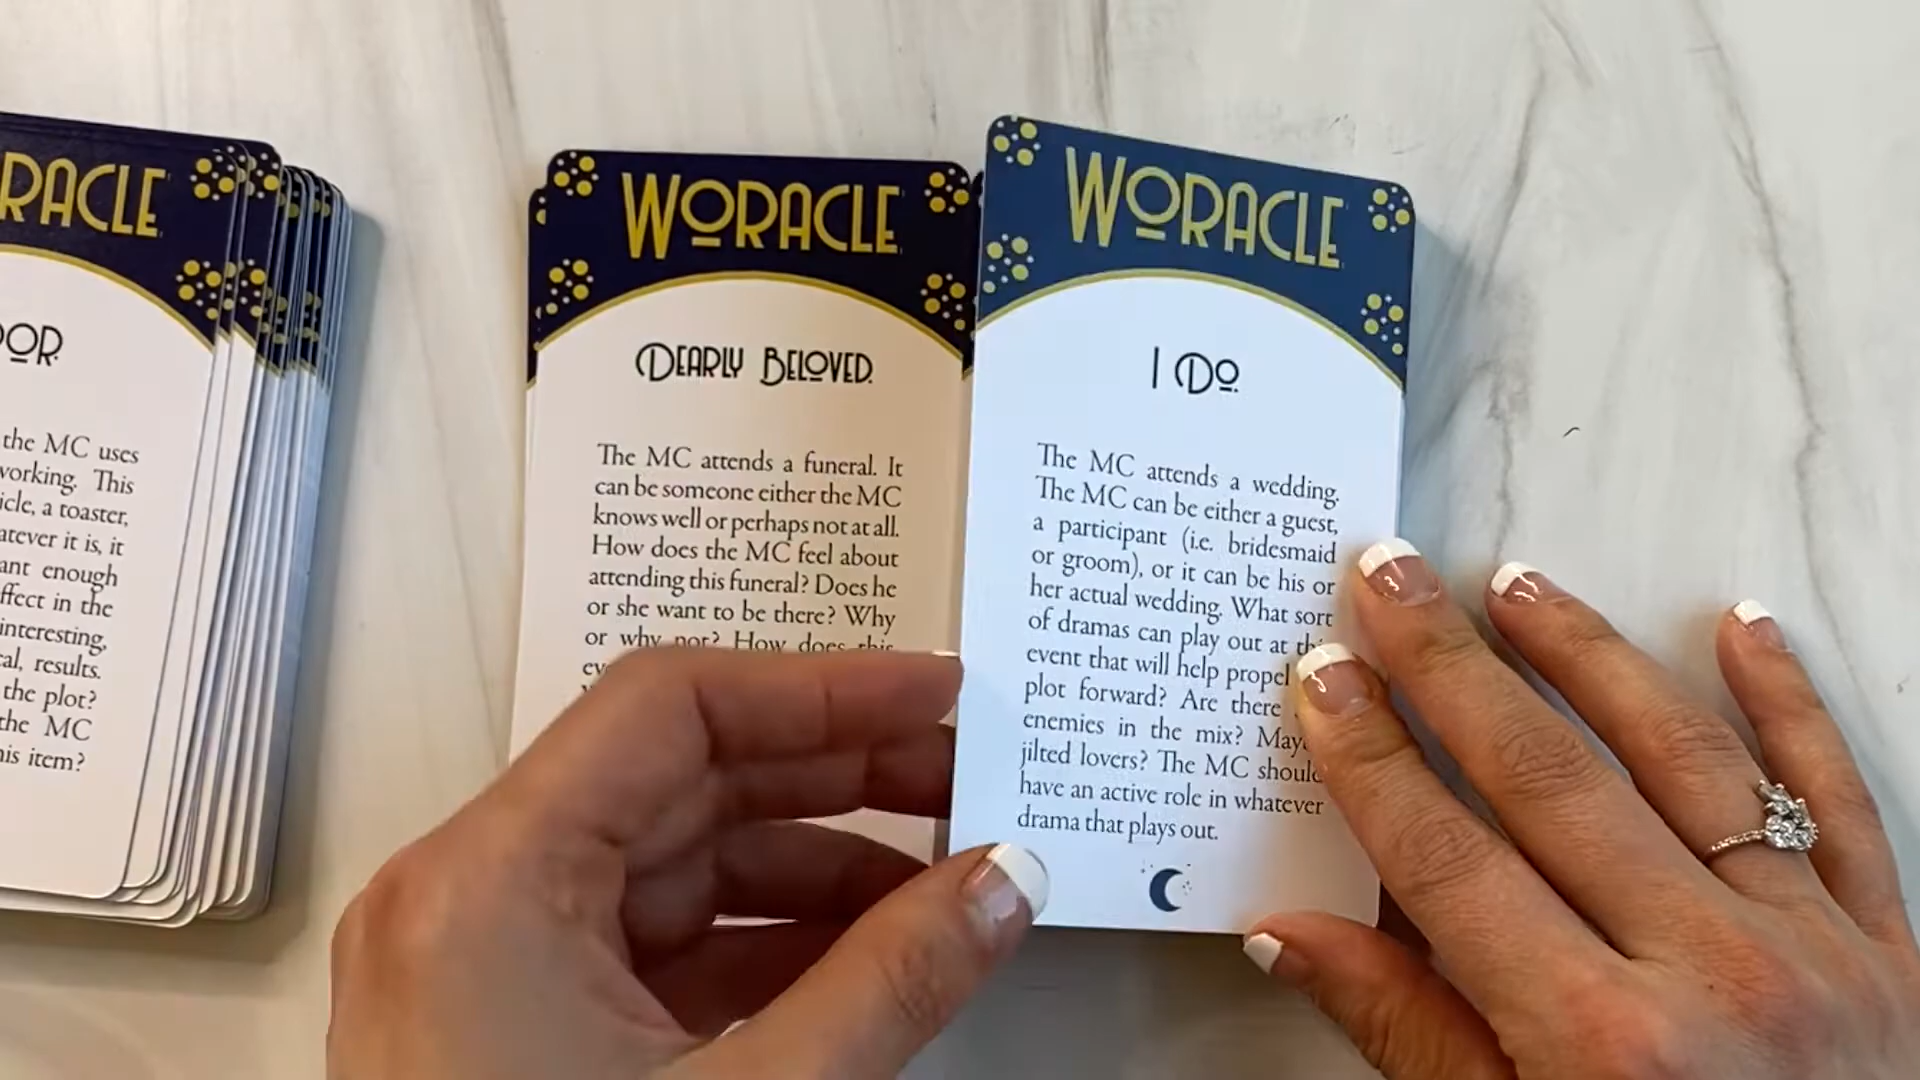 RACLE
OOR
the MC uses
working. This
icle, a toaster,
atever it is, it
ant enough
ffect in the
interesting,
al, results.
the plot?
the MC
his item?
WORACLE
DEARLY BELOVED
The MC attends a funeral. It
can be someone either the MC
knows well or perhaps not at all.
How does the MC feel about
attending this funeral? Does he
or she want to be there? Why
or why not? How does this
WORACLE
I DO
The MC attends a wedding.
The MC can be either a guest,
a participant (i.e. bridesmaid
or groom), or it can be his or
her actual wedding. What sort
of dramas can play out at this
event that will help propel
plot forward? Are there
enemies in the mix? Maybe
jilted lovers? The MC should
have an active role in whatever
drama that plays out.